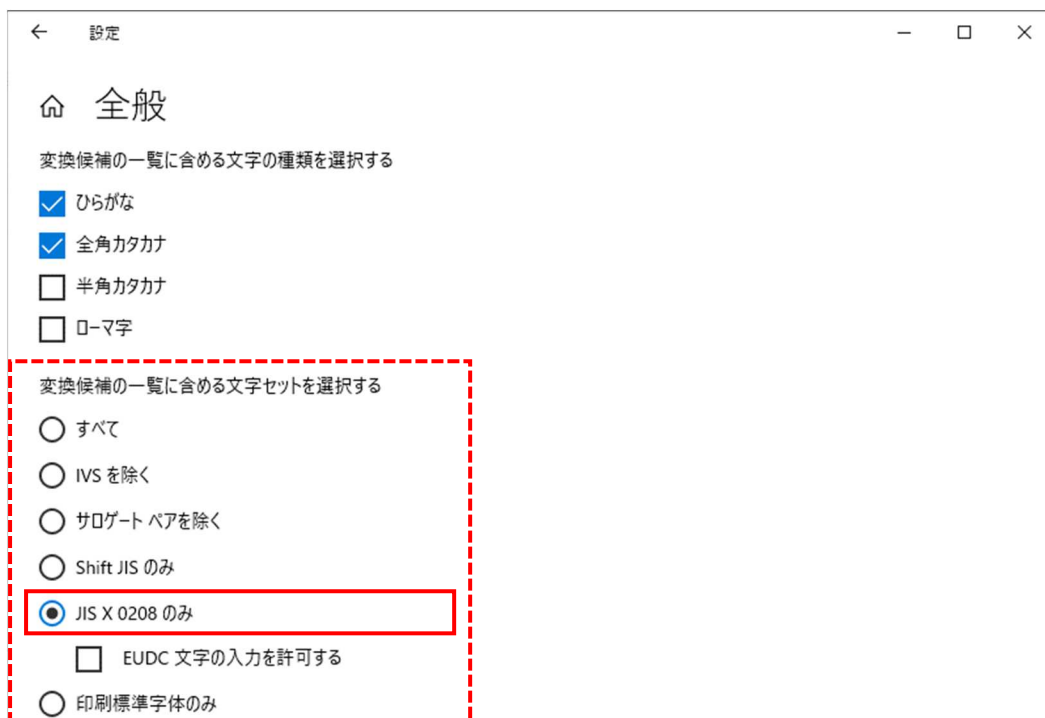 設定
全般
変換候補の一覧に含める文字の種類を選択する
ひらがな
全角カタカナ
半角カタカナ
ローマ字
変換候補の一覧に含める文字セットを選択する
すべて
IVS を除く
サロゲート ペアを除く
Shift JIS のみ
JIS X 0208 のみ
EUDC 文字の入力を許可する
印刷標準字体のみ